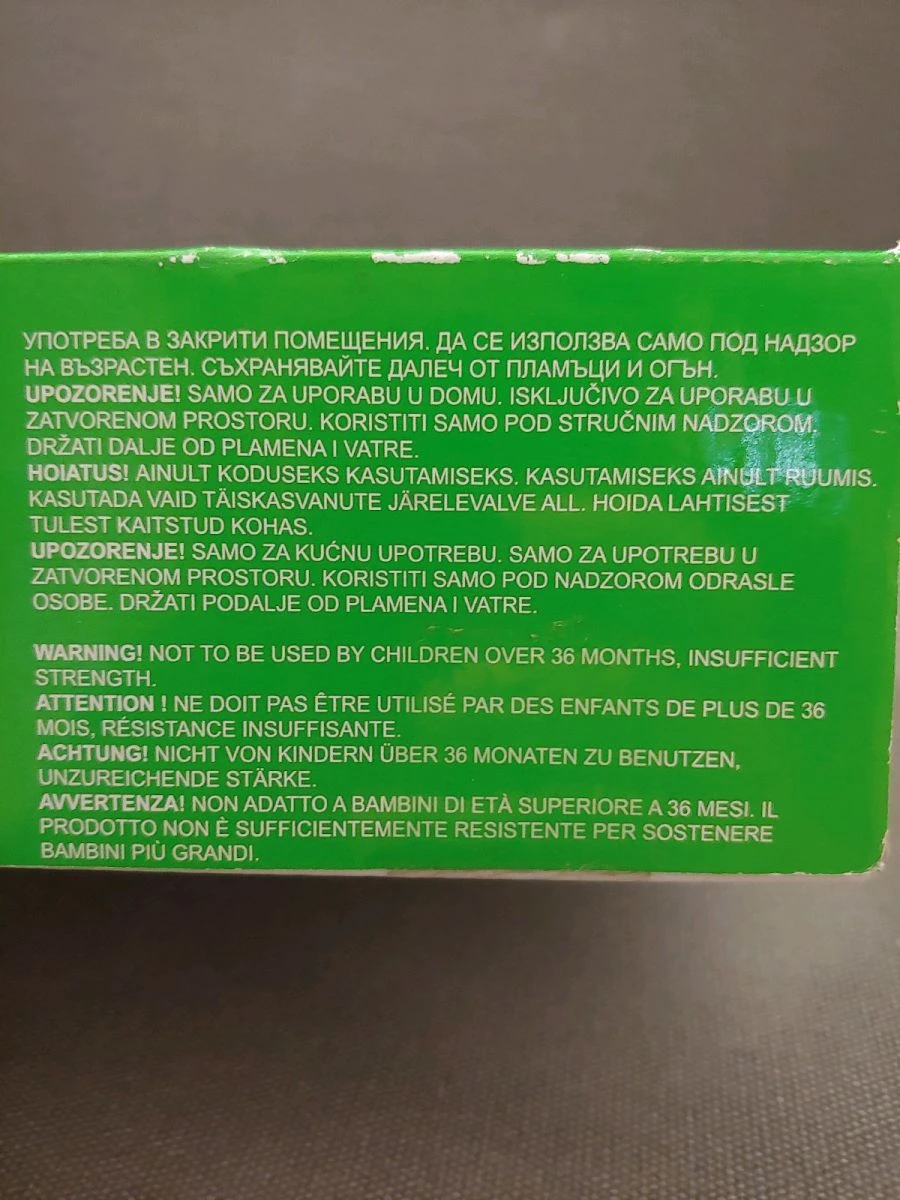 УПОТРЕБА В ЗАКРИТИ ПОМЕЩЕНИЯ. ДА СЕ ИЗПОЛЗВА САМО ПОД НАДЗОР
НА ВЪЗРАСТЕН. СЪХРАНЯВАЙТЕ ДАЛЕЧ ОТ ПЛАМЪЦИ И ОГЪН.
UPOZORENJE! SAMO ZA UPORABU U DOMU. ISKLJUČIVO ZA UPORABU U
ZATVORENOM PROSTORU. KORISTITI SAMO POD STRUČNIM NADZOROM.
DRŽATI DALJE OD PLAMENA I VATRE.
HOIATUS! AINULT KODUSEKS KASUTAMISEKS. KASUTAMISEKS AINULT RUUMIS.
KASUTADA VAID TÄISKASVANUTE JÄRELEVALVE ALL. HOIDA LAHTISEST
TULEST KAITSTUD KOHAS.
UPOZORENJE! SAMO ZA KUĆNU UPOTREBU. SAMO ZA UPOTREBU U
ZATVORENOM PROSTORU. KORISTITI SAMO POD NADZOROM ODRASLE
OSOBE. DRŽATI PODALJE OD PLAMENA I VATRE.
WARNING! NOT TO BE USED BY CHILDREN OVER 36 MONTHS, INSUFFICIENT
STRENGTH.
ATTENTION ! NE DOIT PAS ÊTRE UTILISÉ PAR DES ENFANTS DE PLUS DE 36
MOIS, RÉSISTANCE INSUFFISANTE.
ACHTUNG! NICHT VON KINDERN ÜBER 36 MONATEN ZU BENUTZEN,
UNZUREICHENDE STÄRKE.
AVVERTENZA! NON ADATTO A BAMBINI DI ETÀ SUPERIORE A 36 MESI. IL
PRODOTTO NON È SUFFICIENTEMENTE RESISTENTE PER SOSTENERE
BAMBINI PIÙ GRANDI.